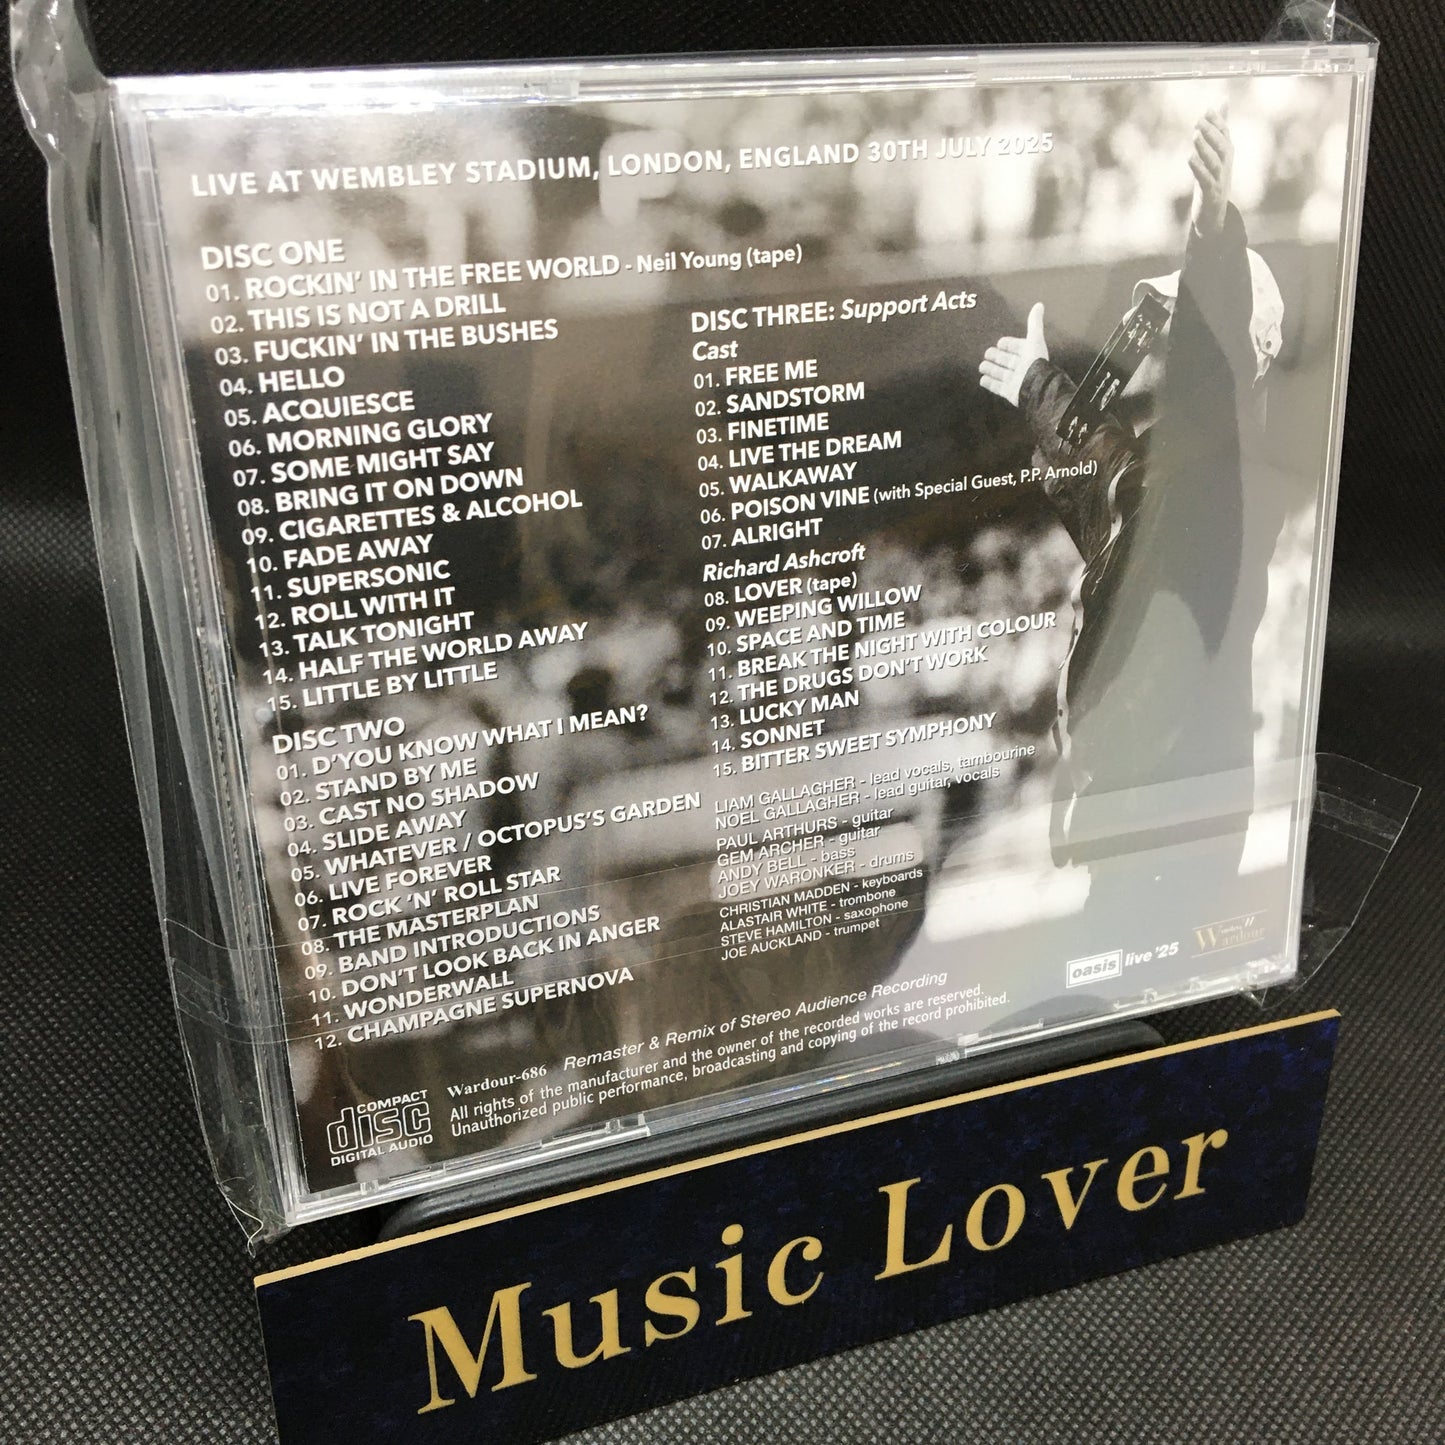 LIVE AT WEMBLEY STADIUM, LONDON, ENGLAND 30TH JULY 2025
DISC ONE
01. ROCKIN' IN THE FREE WORLD - Neil Young (tape)
02. THIS IS NOT A DRILL
03. FUCKIN' IN THE BUSHES
04. HELLO
05. ACQUIESCE
06. MORNING GLORY
07. SOME MIGHT SAY
08. BRING IT ON DOWN
09. CIGARETTES & ALCOHOL
10. FADE AWAY
11. SUPERSONIC
12. ROLL WITH IT
13. TALK TONIGHT
14. HALF THE WORLD AWAY
15. LITTLE BY LITTLE
DISC TWO
01. D'YOU KNOW WHAT I MEAN?
02. STAND BY ME
03. CAST NO SHADOW
04. SLIDE AWAY
05. WHATEVER / OCTOPUS'S GARDEN
06. LIVE FOREVER
07. ROCK 'N' ROLL STAR
08. THE MASTERPLAN
09. BAND INTRODUCTIONS
10. DON'T LOOK BACK IN ANGER
11. WONDERWALL
12. CHAMPAGNE SUPERNOVA
DISC THREE: Support Acts
Cast
01. FREE ME
02. SANDSTORM
03. FINETIME
04. LIVE THE DREAM
05. WALKAWAY
06. POISON VINE (with Special Guest, P.P. Arnold)
07. ALRIGHT
Richard Ashcroft
08. LOVER (tape)
09. WEEPING WILLOW
10. SPACE AND TIME
11. BREAK THE NIGHT WITH COLOUR
12. THE DRUGS DON'T WORK
13. LUCKY MAN
14. SONNET
15. BITTER SWEET SYMPHONY
LIAM GALLAGHER - lead vocals, tambourine
NOEL GALLAGHER - lead guitar, vocals
PAUL ARTHURS - guitar
GEM ARCHER - guitar
ANDY BELL - bass
JOEY WARONKER - drums
CHRISTIAN MADDEN - keyboards
ALASTAIR WHITE - trombone
STEVE HAMILTON - saxophone
JOE AUCKLAND - trumpet
oasis live '25
Wardour
COMPACT
disc
DIGITAL AUDIO
Wardour-686 Remaster & Remix of Stereo Audience Recording
All rights of the manufacturer and the owner of the recorded works are reserved.
Unauthorized public performance, broadcasting and copying of the record prohibited.
Music Lover